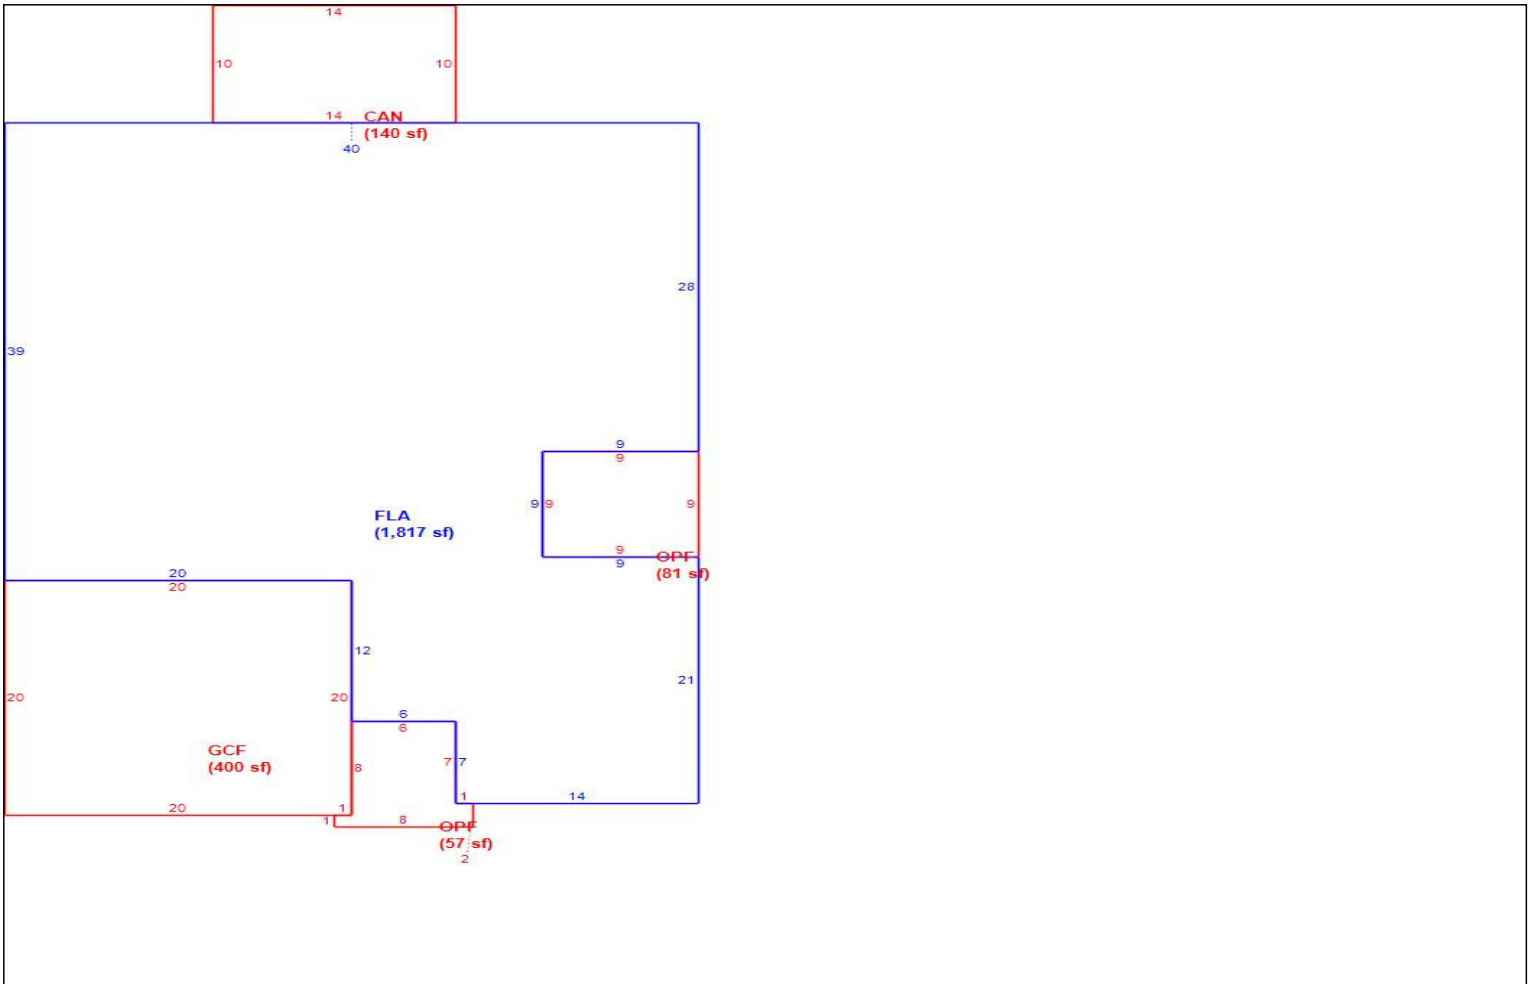 14
10 10
14 CAN
(140 sf)
40
28
39
9
9
9 9 9
FLA
(1,817 sf)
9
9
OPF
(81 sf)
20
20
12
21
20 20
6
6
GCF
(400 sf)
7 7
8
1 14
20 1
1 8 OPF
(57 sf)
2